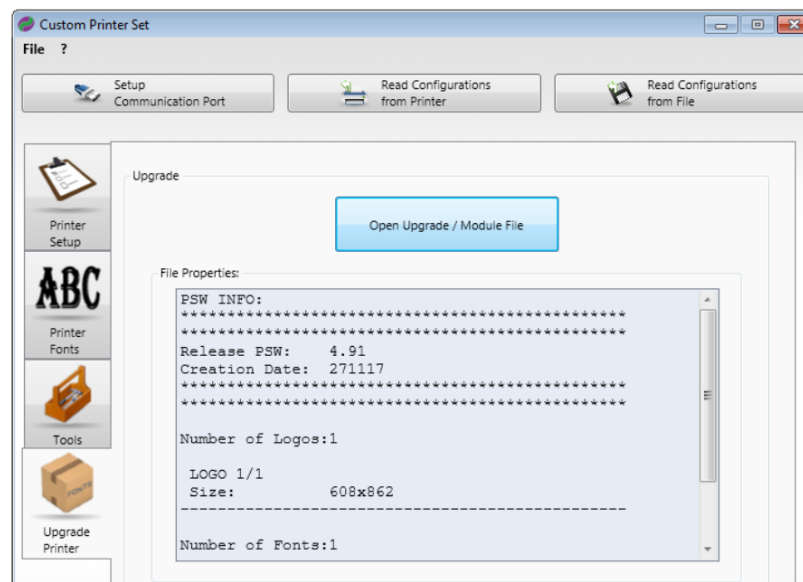 Custom Printer Set
File ?
Setup
Communication Port
Read Configurations
from Printer
Read Configurations
from File
Printer
Setup
ABC
Printer
Fonts
Tools
FONTS
Upgrade
Printer
Upgrade
Open Upgrade / Module File
File Properties:
PSW INFO:
************************************************
************************************************
Release PSW: 4.91
Creation Date: 271117
************************************************
************************************************
Number of Logos:1
LOGO 1/1
Size: 608x862
------------------------------------------------
Number of Fonts:1